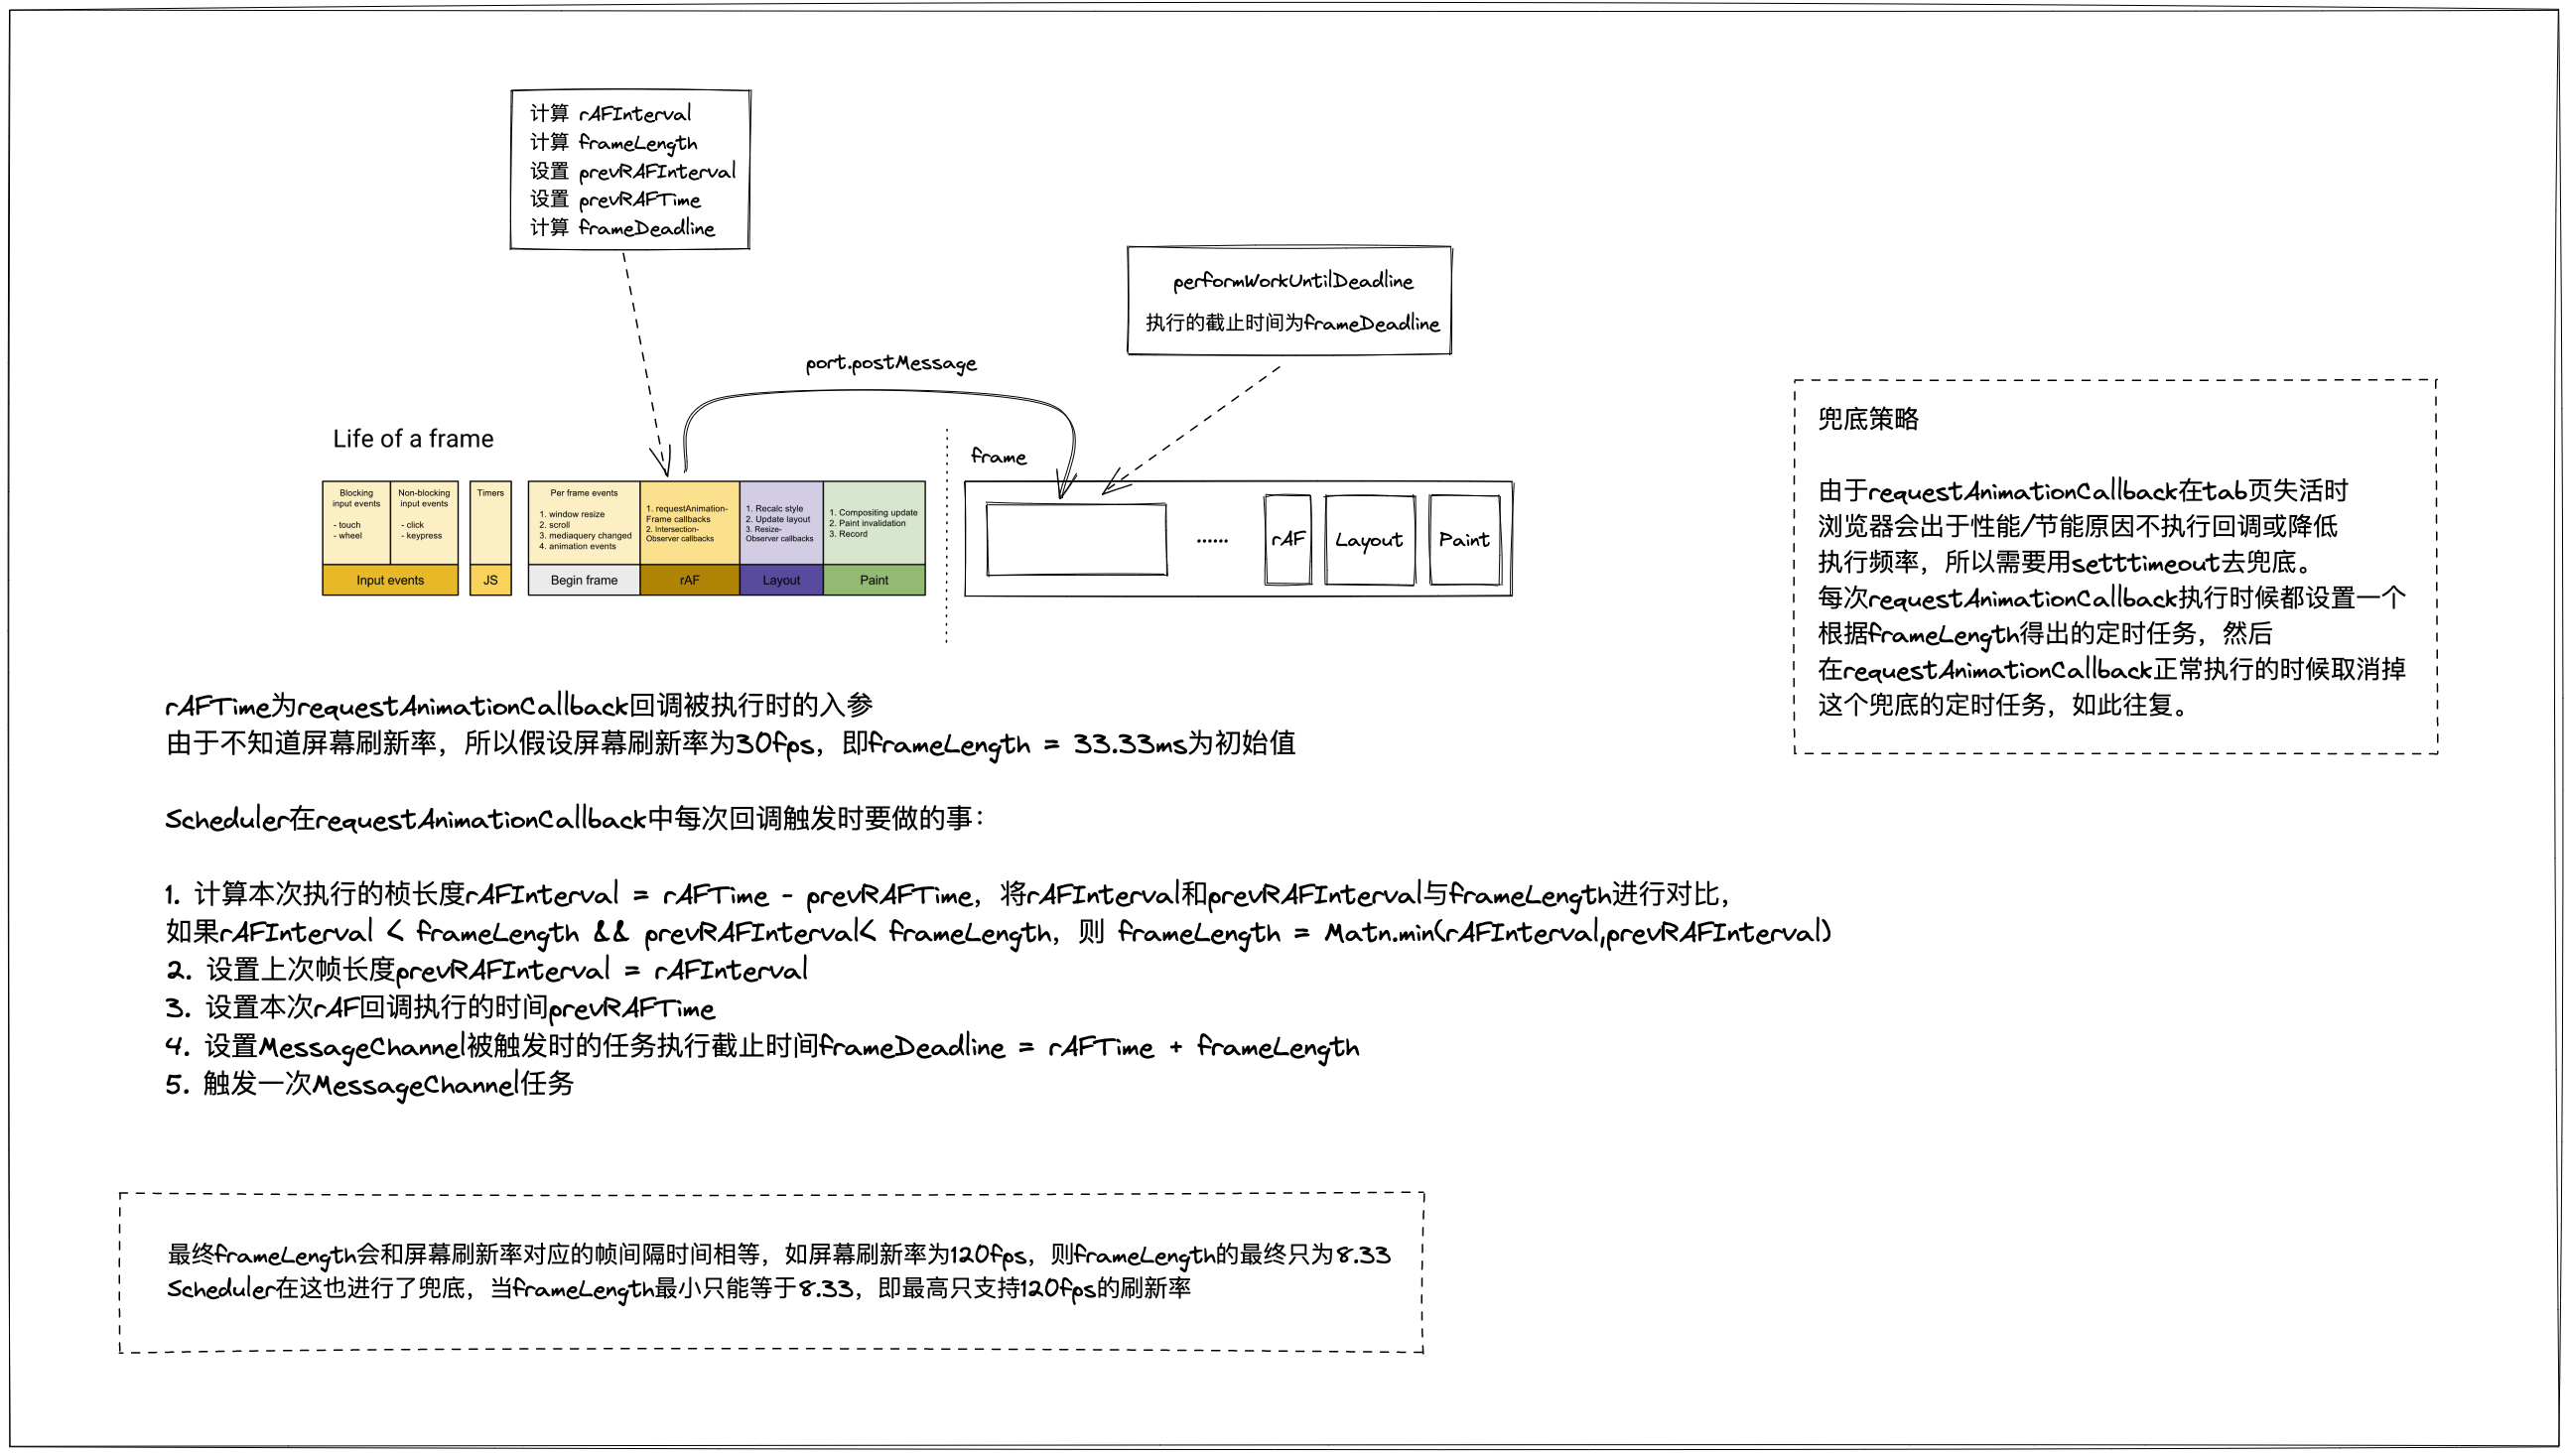 计算 rAFInterval
计算 frameLength
设置 prevRAFInterval
设置 prevRAFTime
计算 frameDeadline
performWorkUntilDeadline
执行的截止时间为frameDeadline
port.postMessage
Life of a frame
frame
Blocking
input events
- touch
- wheel
Non-blocking
input events
- click
- keypress
Input events
Timers
JS
Per frame events
1. window resize
2. scroll
3. mediaquery changed
4. animation events
Begin frame
1. requestAnimation-
Frame callbacks
2. Intersection-
Observer callbacks
rAF
1. Recalc style
2. Update layout
3. Resize-
Observer callbacks
Layout
1. Compositing update
2. Paint invalidation
3. Record
Paint
......
rAF
Layout
Paint
兜底策略
由于requestAnimationCallback在tab页失活时
浏览器会出于性能/节能原因不执行回调或降低
执行频率，所以需要用setttimeout去兜底。
每次requestAnimationCallback执行时候都设置一个
根据frameLength得出的定时任务，然后
在requestAnimationCallback正常执行的时候取消掉
这个兜底的定时任务，如此往复。
rAFTime为requestAnimationCallback回调被执行时的入参
由于不知道屏幕刷新率，所以假设屏幕刷新率为30fps，即frameLength = 33.33ms为初始值
Scheduler在requestAnimationCallback中每次回调触发时要做的事：
1. 计算本次执行的桢长度rAFInterval = rAFTime - prevRAFTime，将rAFInterval和prevRAFInterval与frameLength进行对比，
如果rAFInterval < frameLength && prevRAFInterval< frameLength，则 frameLength = Matn.min(rAFInterval,prevRAFInterval)
2. 设置上次帧长度prevRAFInterval = rAFInterval
3. 设置本次rAF回调执行的时间prevRAFTime
4. 设置MessageChannel被触发时的任务执行截止时间frameDeadline = rAFTime + frameLength
5. 触发一次MessageChannel任务
最终frameLength会和屏幕刷新率对应的帧间隔时间相等，如屏幕刷新率为120fps，则frameLength的最终只为8.33
Scheduler在这也进行了兜底，当frameLength最小只能等于8.33，即最高只支持120fps的刷新率